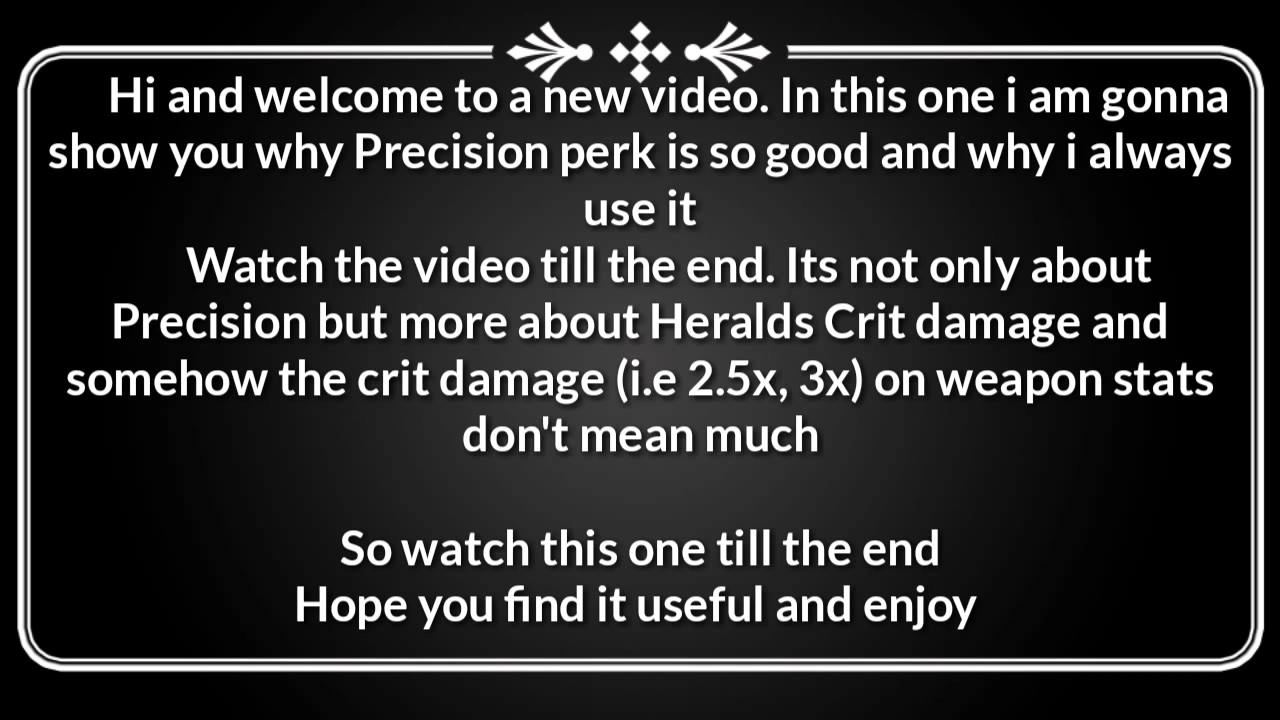 Hi and welcome to a new video. In this one i am gonna
show you why Precision perk is so good and why i always
use it
Watch the video till the end. Its not only about
Precision but more about Heralds Crit damage and
somehow the crit damage (i.e 2.5x, 3x) on weapon stats
don't mean much
So watch this one till the end
Hope you find it useful and enjoy